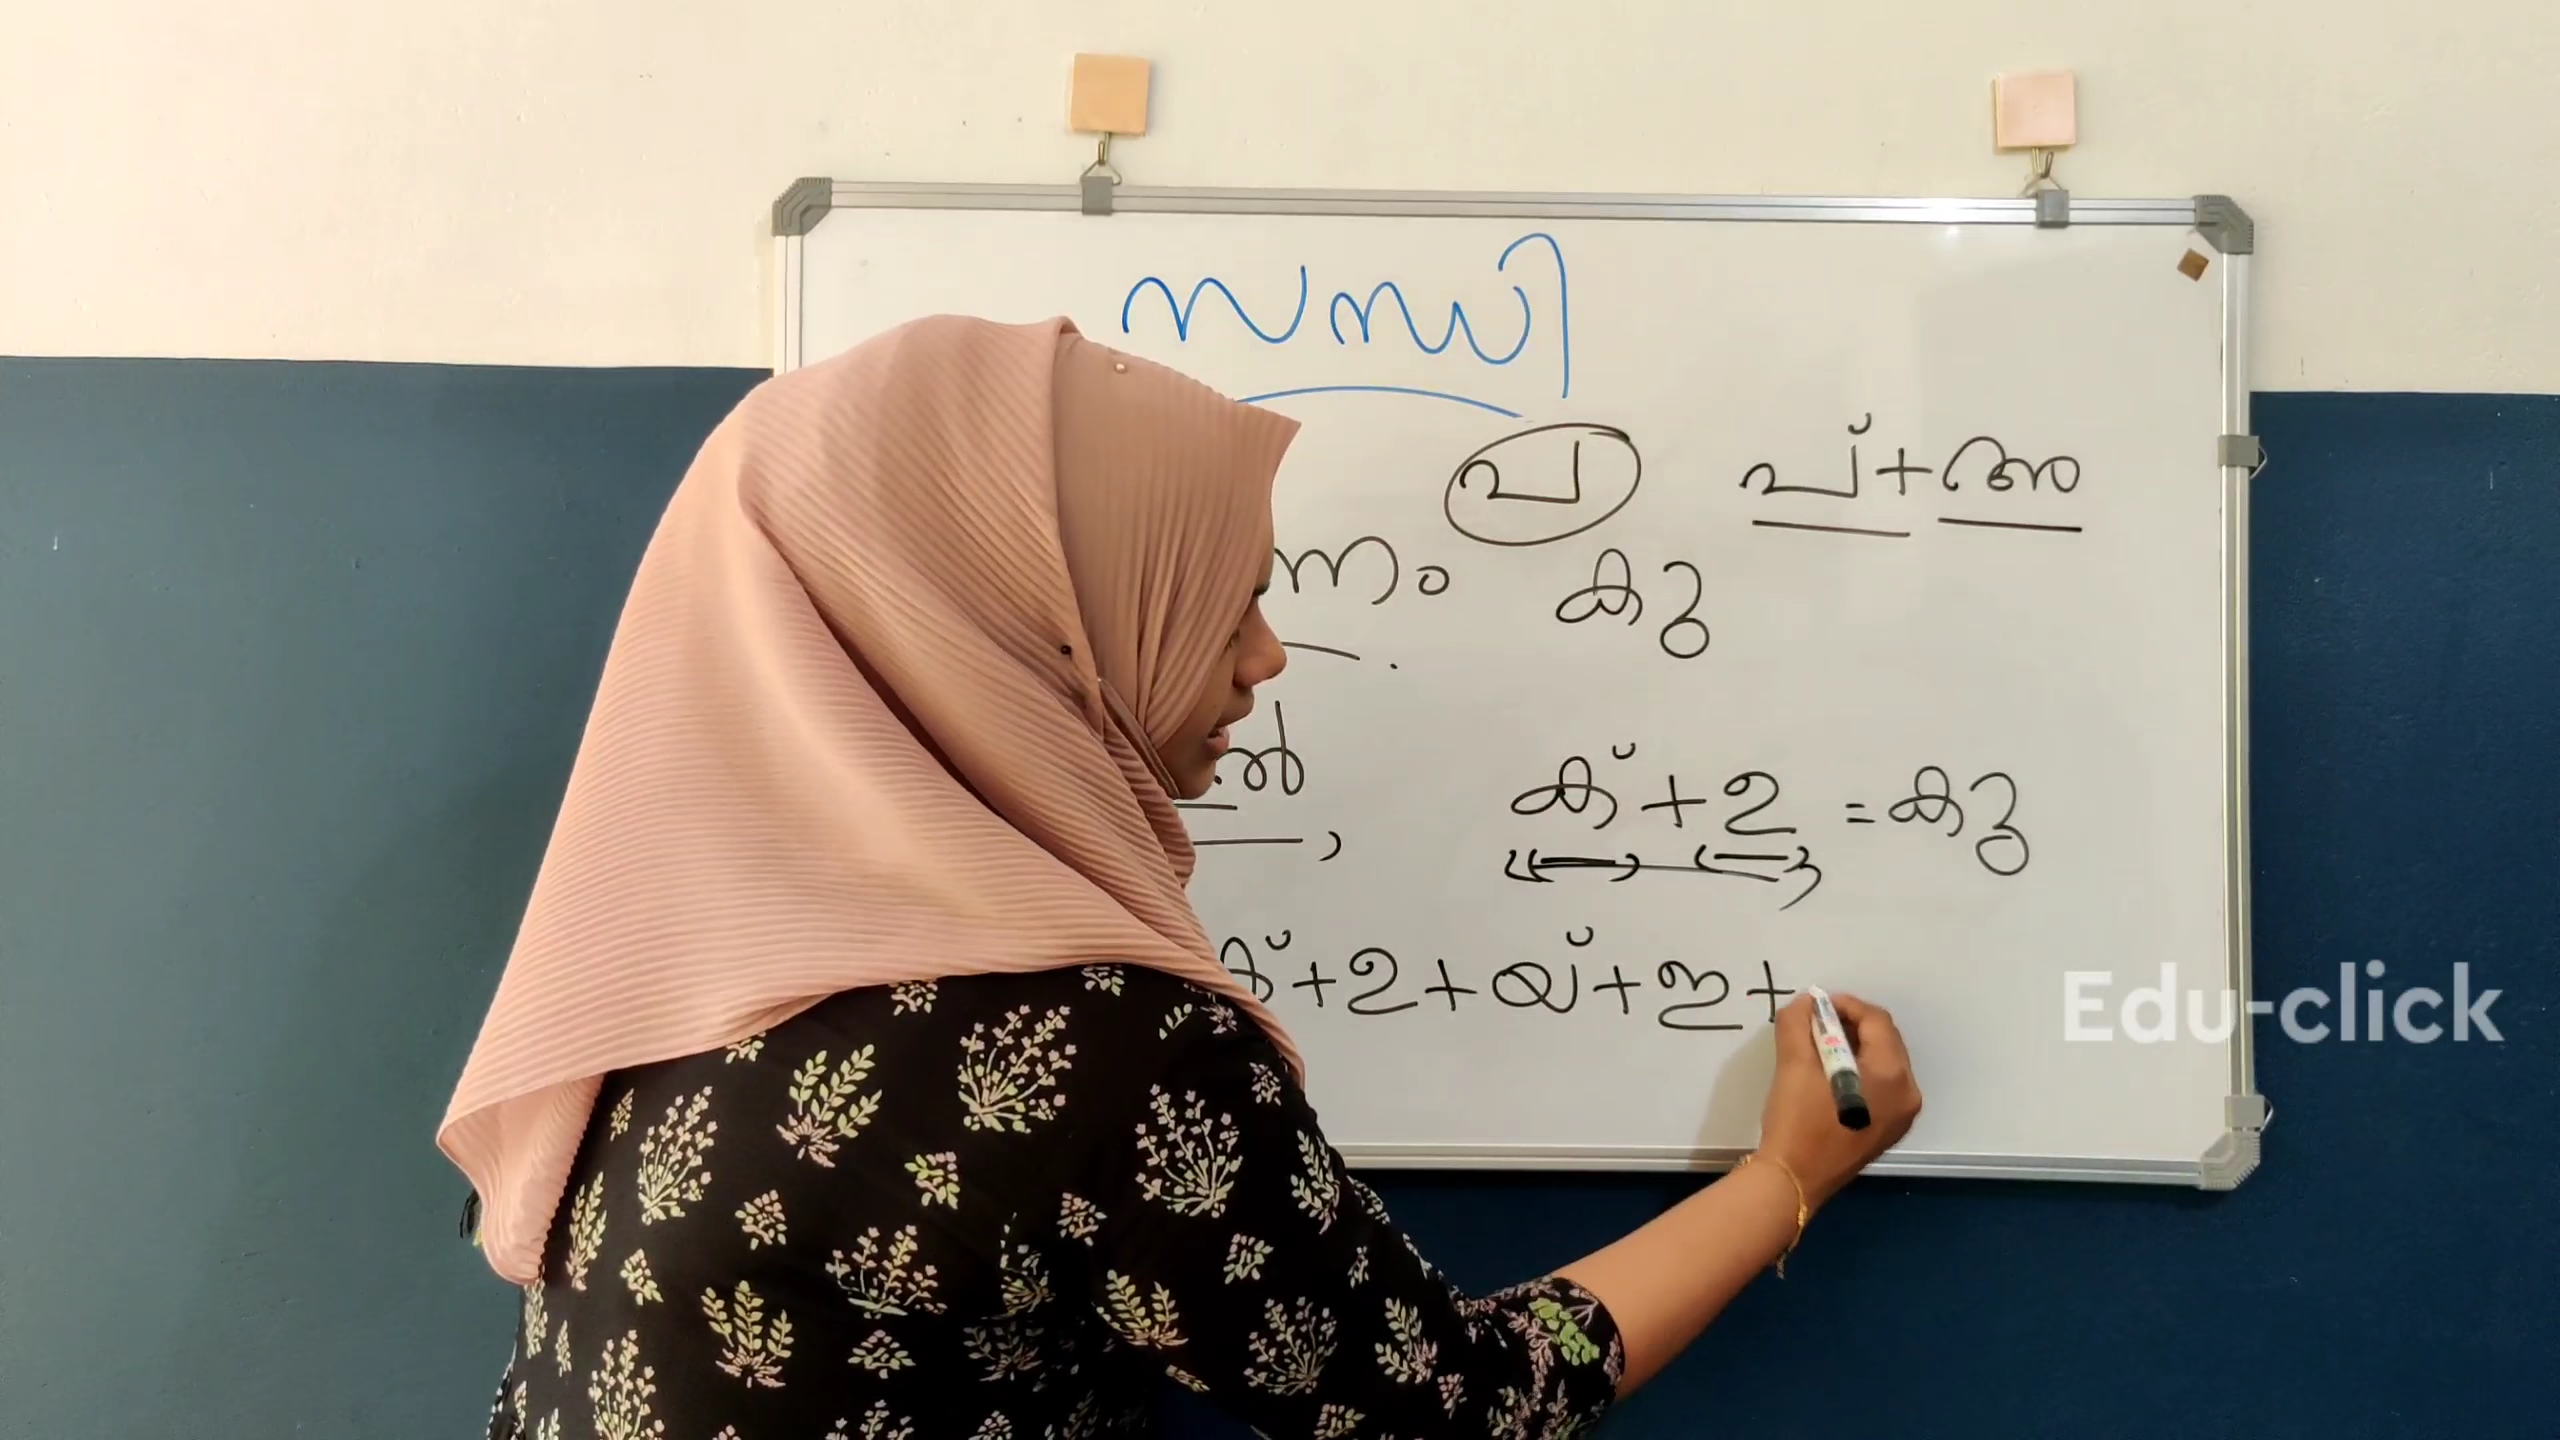 സന്ധി
പ പ് + അ
നം കു
ൽ, ക് + ഉ = കു
ക് + ഉ + യ് + ഇ +
Edu-click